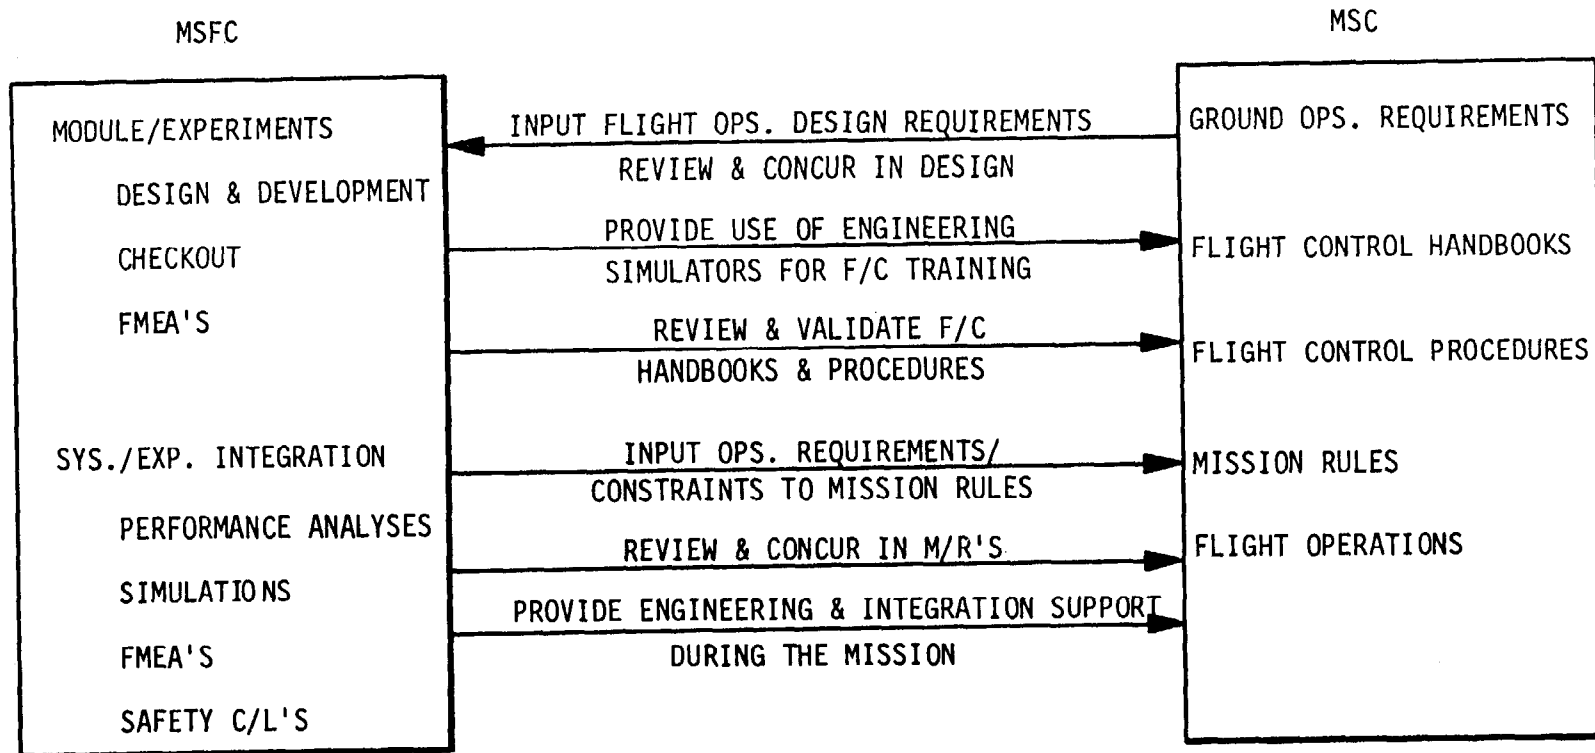 MSFC
MSC
MODULE/EXPERIMENTS
DESIGN & DEVELOPMENT
CHECKOUT
FMEA'S
SYS./EXP. INTEGRATION
PERFORMANCE ANALYSES
SIMULATIONS
FMEA'S
SAFETY C/L'S
INPUT FLIGHT OPS. DESIGN REQUIREMENTS
REVIEW & CONCUR IN DESIGN
PROVIDE USE OF ENGINEERING
SIMULATORS FOR F/C TRAINING
REVIEW & VALIDATE F/C
HANDBOOKS & PROCEDURES
INPUT OPS. REQUIREMENTS/
CONSTRAINTS TO MISSION RULES
REVIEW & CONCUR IN M/R'S
PROVIDE ENGINEERING & INTEGRATION SUPPORT
DURING THE MISSION
GROUND OPS. REQUIREMENTS
FLIGHT CONTROL HANDBOOKS
FLIGHT CONTROL PROCEDURES
MISSION RULES
FLIGHT OPERATIONS